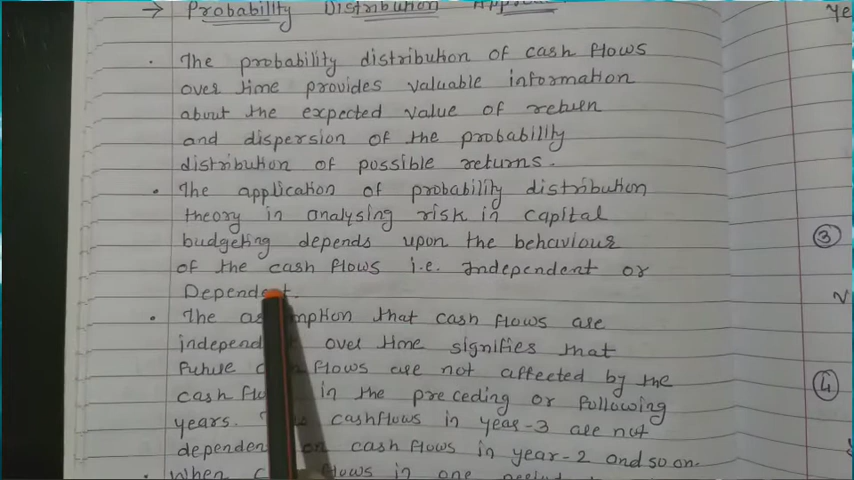 → Probability Distribution
• The probability distribution of cash flows
over time provides valuable information
about the expected value of return
and dispersion of the probability
distribution of possible returns.
• The application of probability distribution
theory in analysing risk in capital
budgeting depends upon the behaviour
of the cash flows i.e. Independent or
• The that cash flows are
over time signifies that
Future flows are not affected by the
cash in the preceding or following
years. cashflows in year-3 are not
on cash flows in year-2 and so on.
• When flows in one
ye
③
④